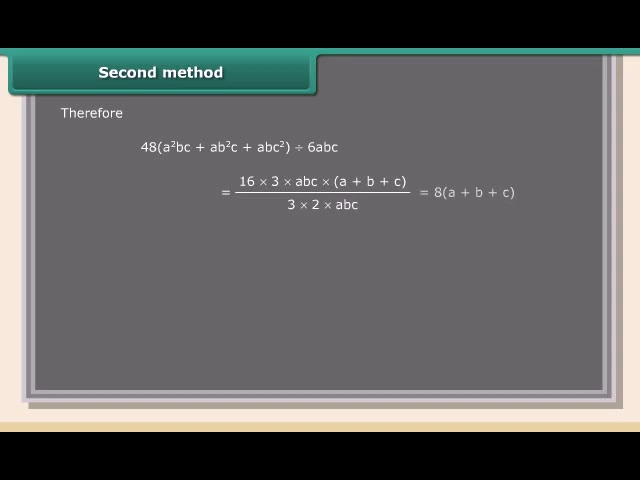 Second method
Therefore
48(a²bc + ab²c + abc²) ÷ 6abc
= 16 × 3 × abc × (a + b + c) / 3 × 2 × abc = 8(a + b + c)